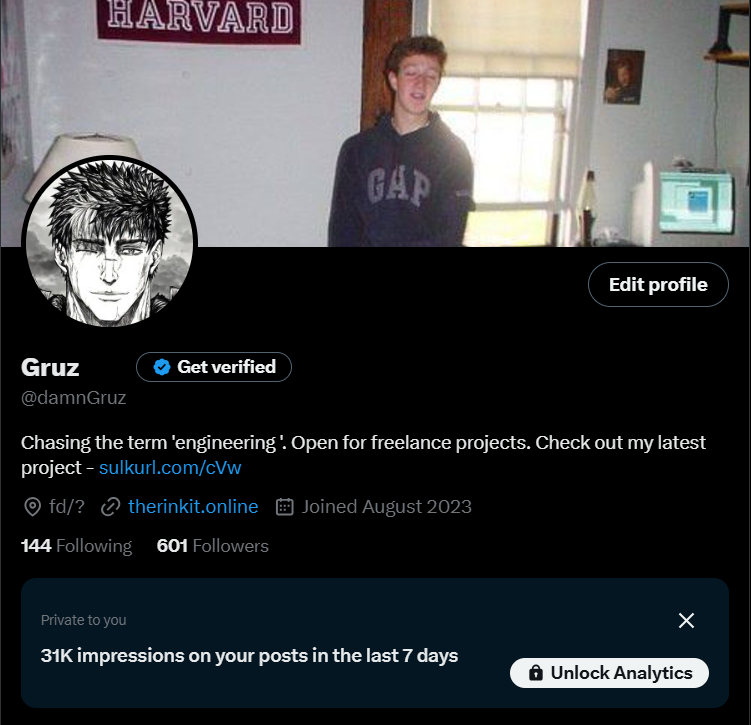 HARVARD
GAP
Edit profile
Gruz
Get verified
@damnGruz
Chasing the term 'engineering '. Open for freelance projects. Check out my latest
project - sulkurl.com/cVw
fd/? therinkit.online Joined August 2023
144 Following 601 Followers
Private to you
31K impressions on your posts in the last 7 days
Unlock Analytics